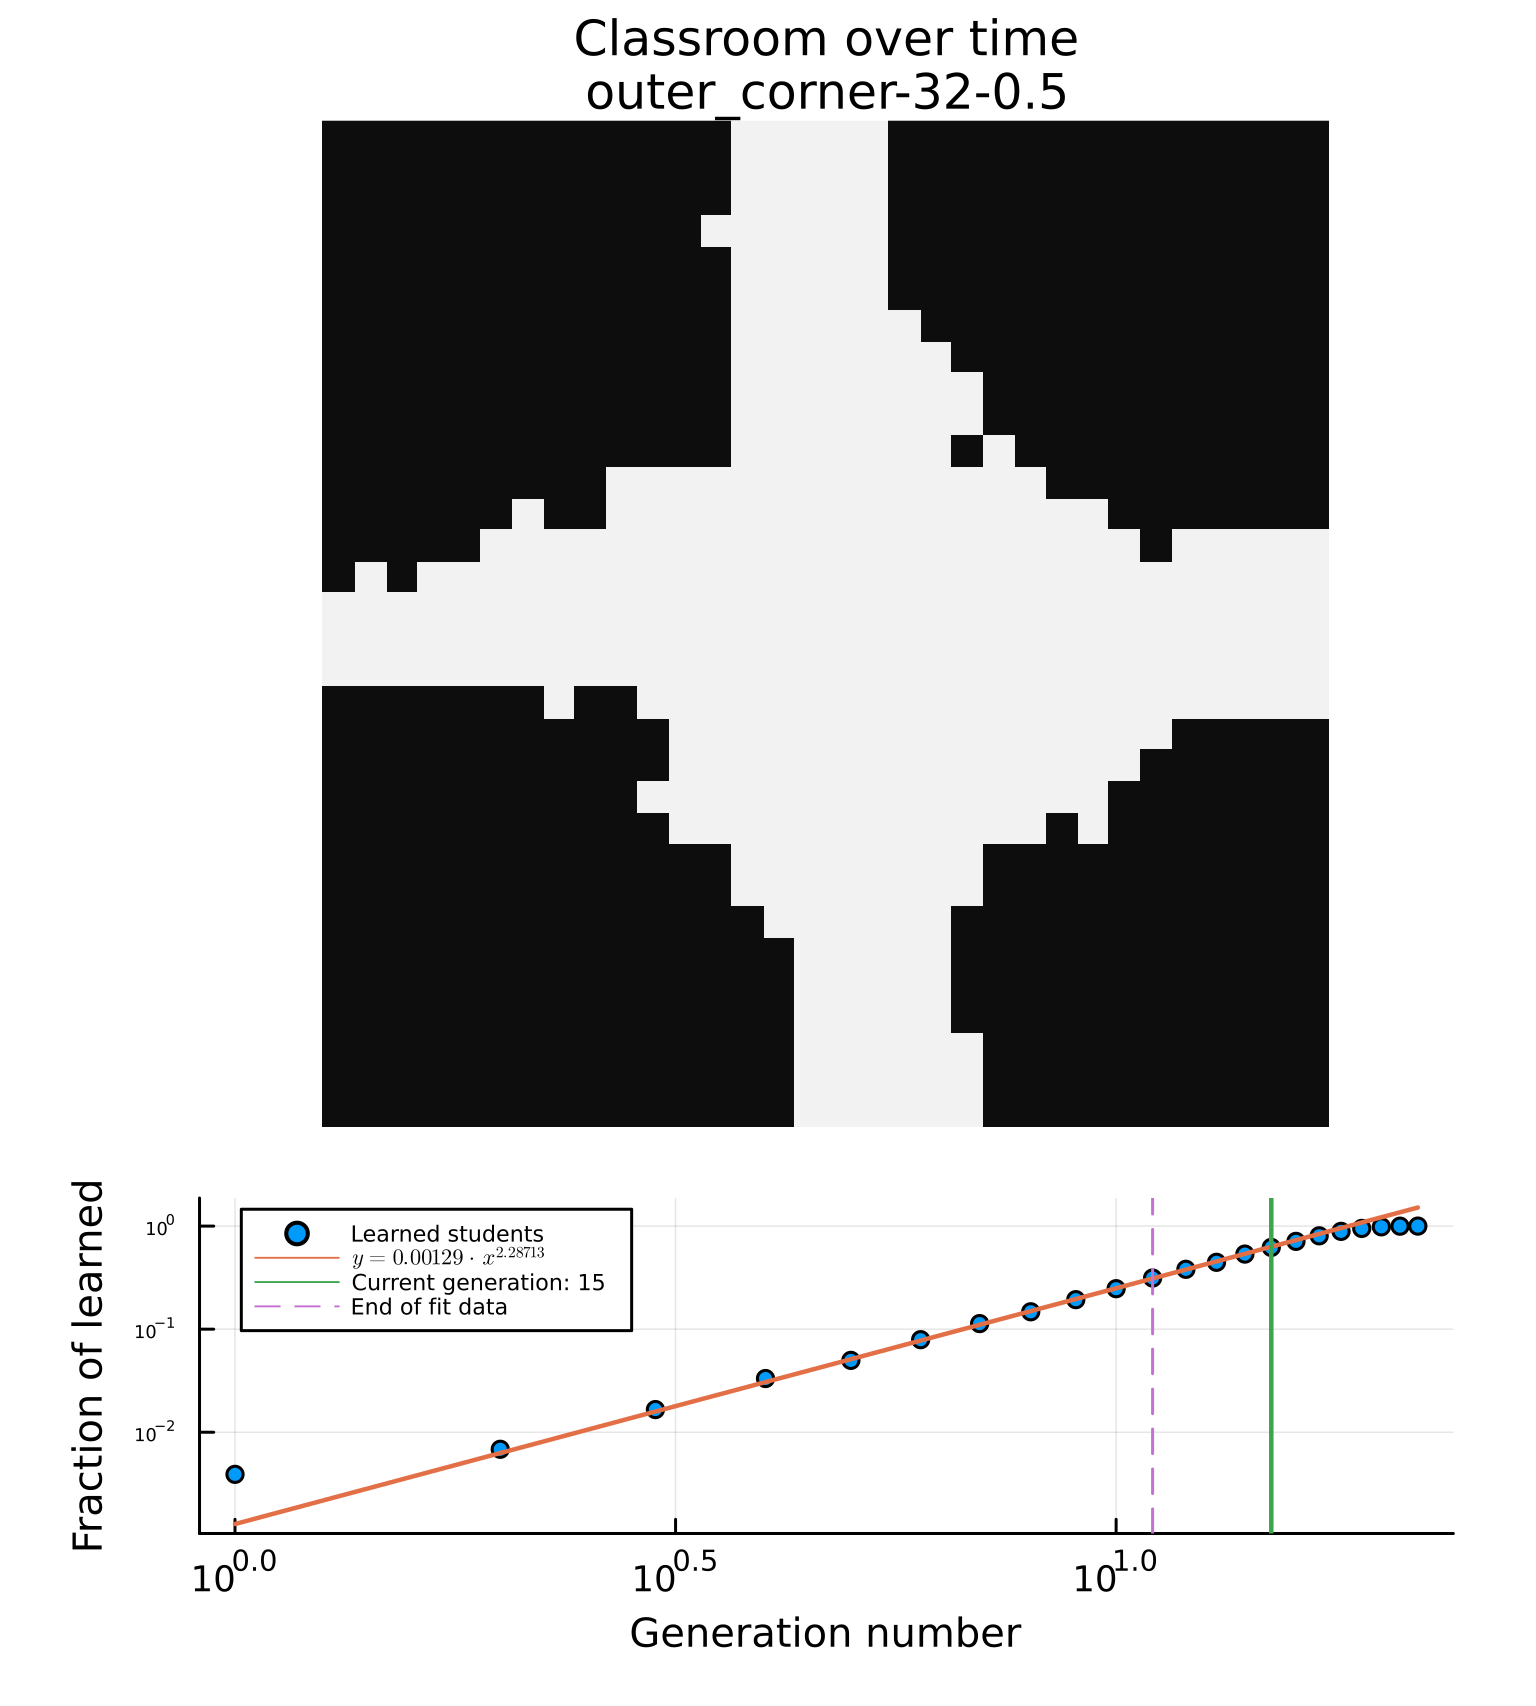 Classroom over time
outer_corner-32-0.5
Fraction of learned
10⁰
10⁻¹
10⁻²
Learned students
y = 0.00129 · x^2.28713
Current generation: 15
End of fit data
10^0.0
10^0.5
10^1.0
Generation number